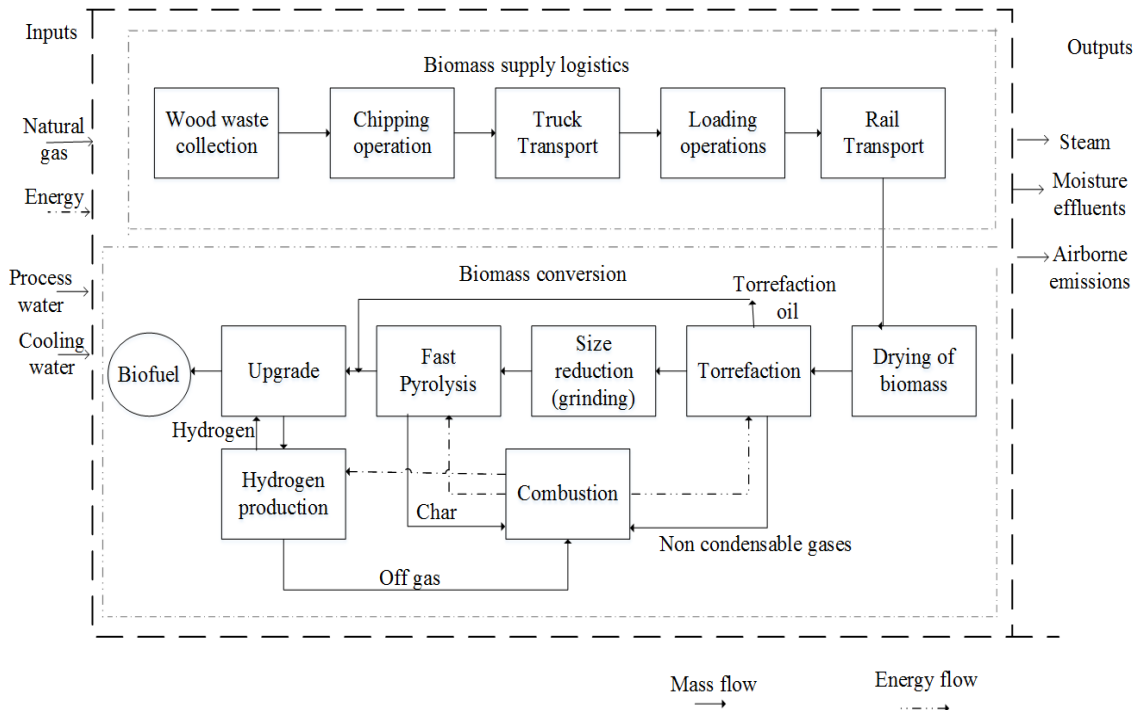 Inputs
Outputs
Biomass supply logistics
Wood waste
collection
Chipping
operation
Truck
Transport
Loading
operations
Rail
Transport
Natural
gas
Energy
Process
water
Cooling
water
Steam
Moisture
effluents
Airborne
emissions
Biomass conversion
Torrefaction
oil
Biofuel
Upgrade
Fast
Pyrolysis
Size
reduction
(grinding)
Torrefaction
Drying of
biomass
Hydrogen
Hydrogen
production
Combustion
Char
Non condensable gases
Off gas
Mass flow
Energy flow